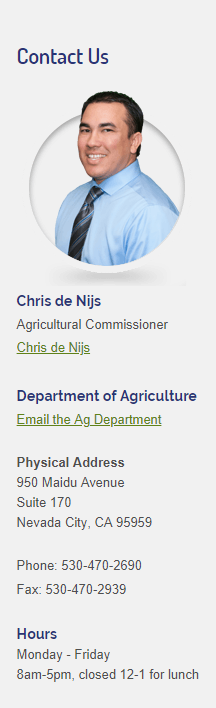 Contact Us
Chris de Nijs
Agricultural Commissioner
Chris de Nijs
Department of Agriculture
Email the Ag Department
Physical Address
950 Maidu Avenue
Suite 170
Nevada City, CA 95959
Phone: 530-470-2690
Fax: 530-470-2939
Hours
Monday - Friday
8am-5pm, closed 12-1 for lunch